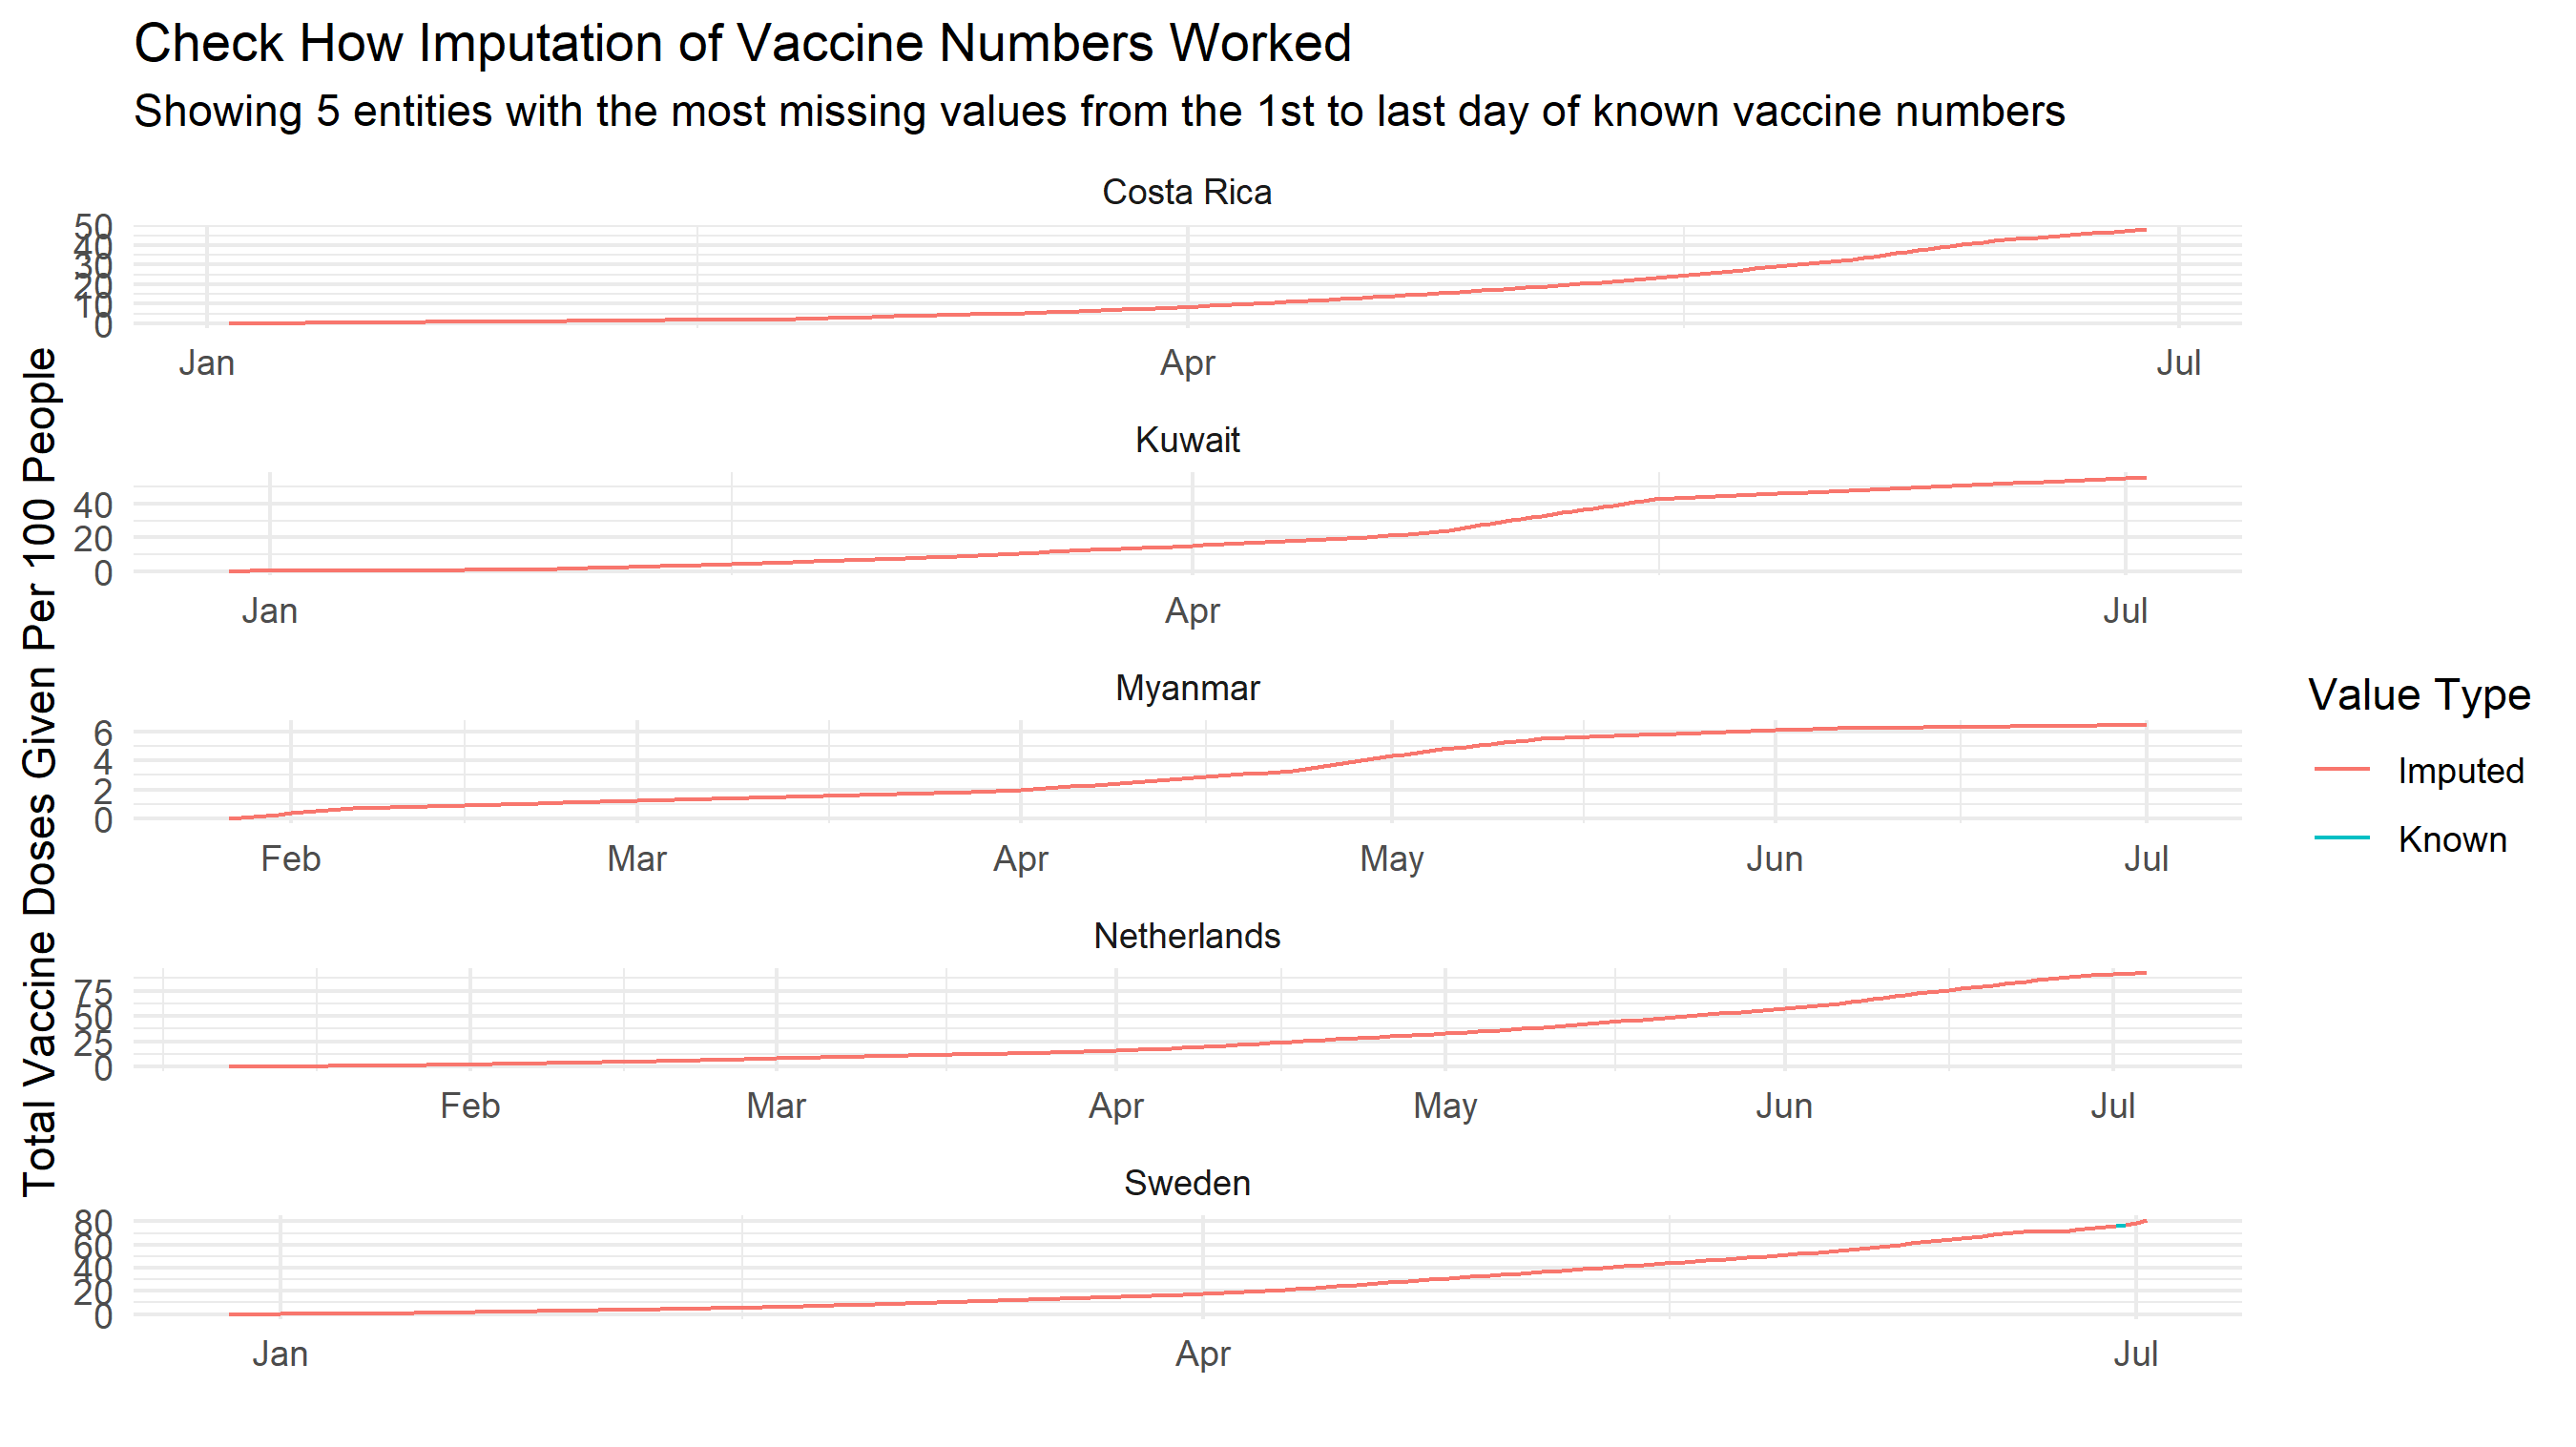 Check How Imputation of Vaccine Numbers Worked
Showing 5 entities with the most missing values from the 1st to last day of known vaccine numbers
Total Vaccine Doses Given Per 100 People
Costa Rica
50
40
30
20
10
0
Jan Apr Jul
Kuwait
40
20
0
Jan Apr Jul
Myanmar
6
4
2
0
Feb Mar Apr May Jun Jul
Netherlands
75
50
25
0
Feb Mar Apr May Jun Jul
Sweden
80
60
40
20
0
Jan Apr Jul
Value Type
Imputed
Known